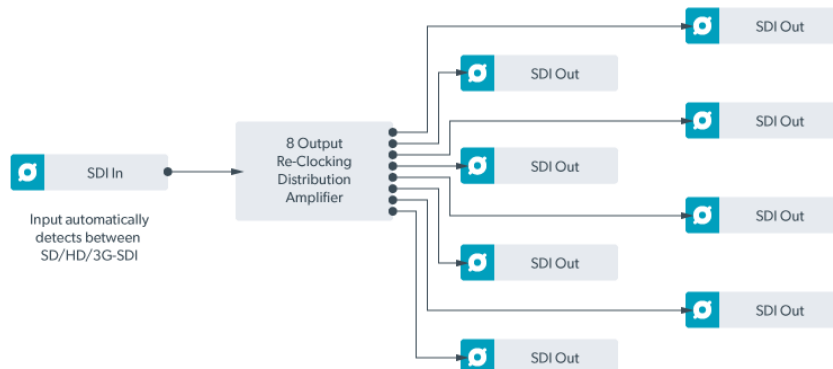 SDI Out
SDI Out
8 Output
Re-Clocking
Distribution
Amplifier
SDI Out
SDI In
SDI Out
Input automatically
detects between
SD/HD/3G-SDI
SDI Out
SDI Out
SDI Out
SDI Out